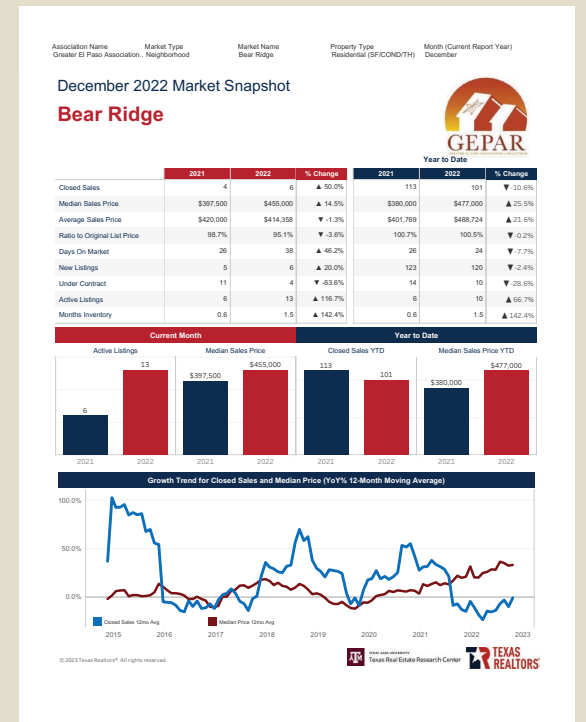 Association Name Market Type Market Name Property Type Month (Current Report Year)
Greater El Paso Association.. Neighborhood Bear Ridge Residential (SF/COND/TH) December
December 2022 Market Snapshot
Bear Ridge
GEPAR
Year to Date
2021 2022 % Change 2021 2022 % Change
Closed Sales 4 6 ▲ 50.0% 113 101 ▼ -10.6%
Median Sales Price $397,500 $455,000 ▲ 14.5% $380,000 $477,000 ▲ 25.5%
Average Sales Price $420,000 $414,358 ▼ -1.3% $401,769 $488,724 ▲ 21.6%
Ratio to Original List Price 98.7% 95.1% ▼ -3.6% 100.7% 100.5% ▼ -0.2%
Days On Market 26 38 ▲ 46.2% 26 24 ▼ -7.7%
New Listings 5 6 ▲ 20.0% 123 120 ▼ -2.4%
Under Contract 11 4 ▼ -63.6% 14 10 ▼ -28.6%
Active Listings 6 13 ▲ 116.7% 6 10 ▲ 66.7%
Months Inventory 0.6 1.5 ▲ 142.4% 0.6 1.5 ▲ 142.4%
Current Month Year to Date
Active Listings Median Sales Price Closed Sales YTD Median Sales Price YTD
6 13 $397,500 $455,000 113 101 $380,000 $477,000
2021 2022 2021 2022 2021 2022 2021 2022
Growth Trend for Closed Sales and Median Price (YoY% 12-Month Moving Average)
100.0%
50.0%
0.0%
Closed Sales 12mo Avg Median Price 12mo Avg
2015 2016 2017 2018 2019 2020 2021 2022 2023
© 2023 Texas Realtors®. All rights reserved.
ATM
TEXAS A&M UNIVERSITY
Texas Real Estate Research Center
TEXAS
REALTORS